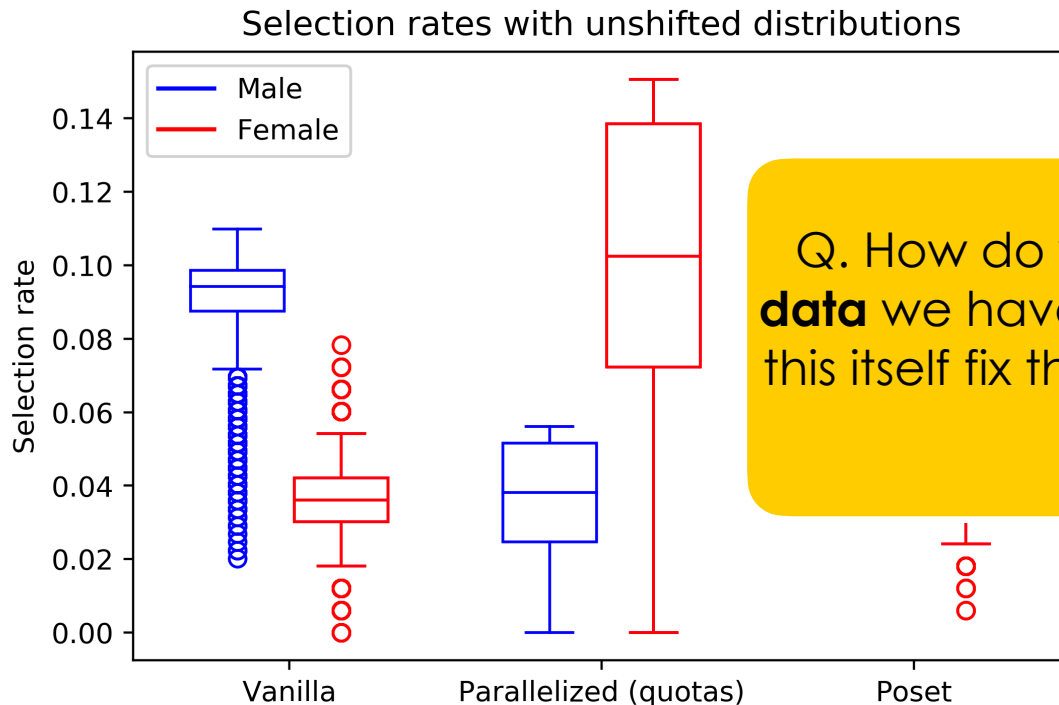 Selection rates with unshifted distributions
Male
Female
Selection rate
0.14
0.12
0.10
0.08
0.06
0.04
0.02
0.00
Q. How do
data we have
this itself fix
Vanilla
Parallelized (quotas)
Poset